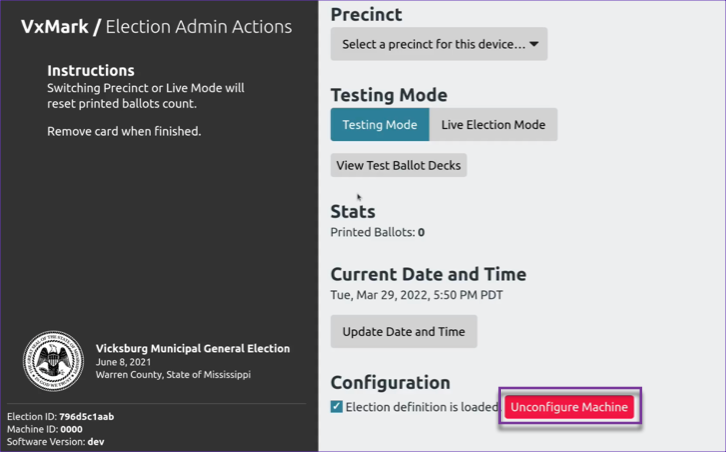 VxMark / Election Admin Actions
Instructions
Switching Precinct or Live Mode will
reset printed ballots count.
Remove card when finished.
Vicksburg Municipal General Election
June 8, 2021
Warren County, State of Mississippi
Election ID: 796d5c1aab
Machine ID: 0000
Software Version: dev
Precinct
Select a precinct for this device…
Testing Mode
Testing Mode Live Election Mode
View Test Ballot Decks
Stats
Printed Ballots: 0
Current Date and Time
Tue, Mar 29, 2022, 5:50 PM PDT
Update Date and Time
Configuration
Election definition is loaded Unconfigure Machine